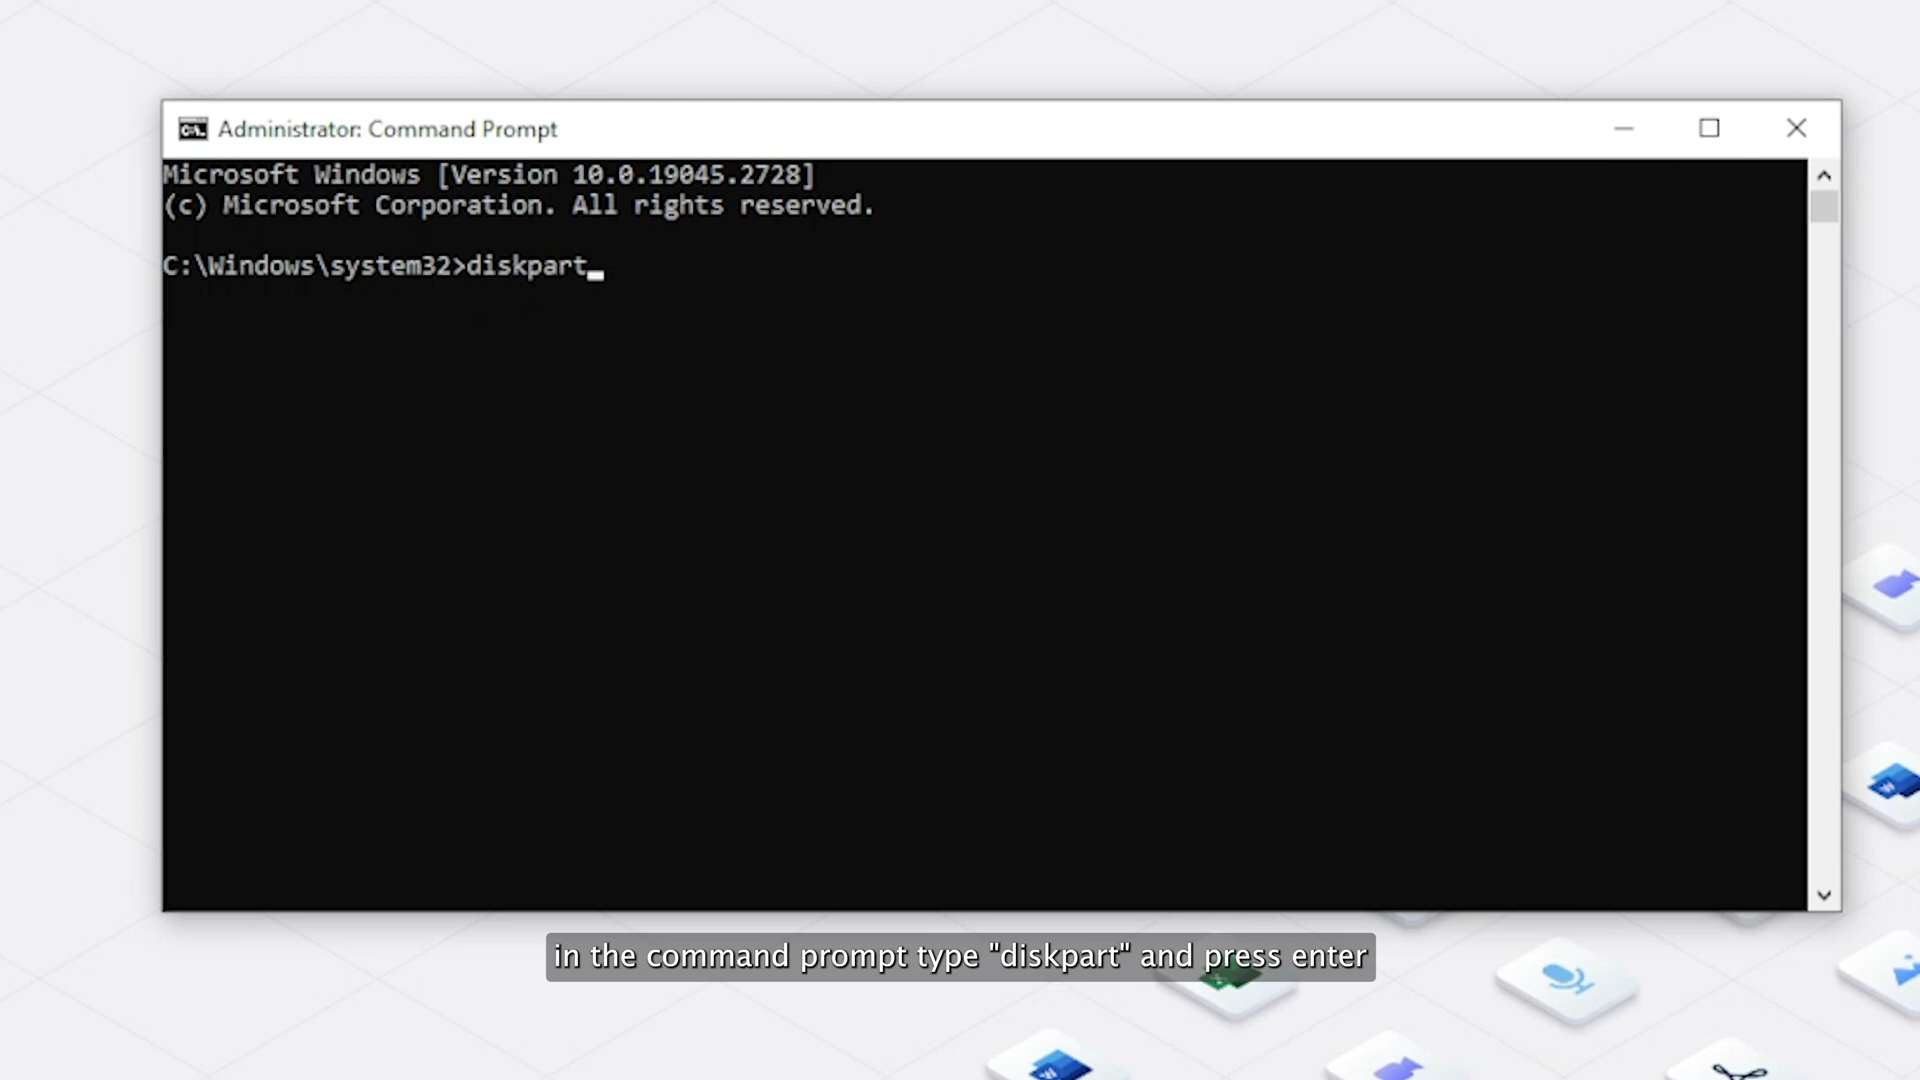 Administrator: Command Prompt
Microsoft Windows [Version 10.0.19045.2728]
(c) Microsoft Corporation. All rights reserved.
C:\Windows\system32>diskpart
in the command prompt type "diskpart" and press enter